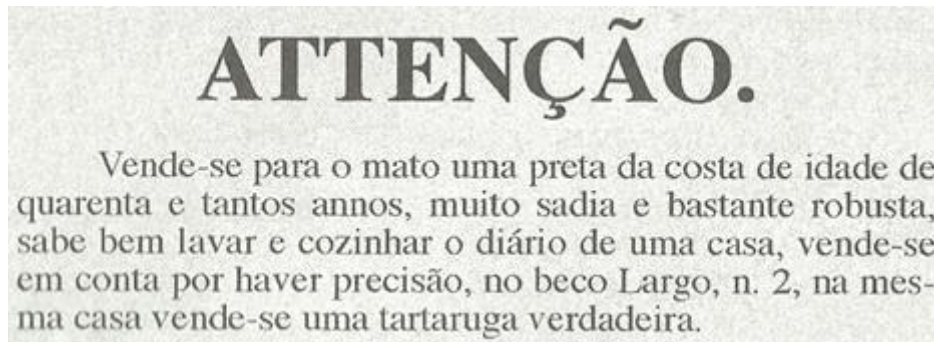 ATTENÇÃO.
Vende-se para o mato uma preta da costa de idade de
quarenta e tantos annos, muito sadia e bastante robusta,
sabe bem lavar e cozinhar o diário de uma casa, vende-se
em conta por haver precisão, no beco Largo, n. 2, na mes-
ma casa vende-se uma tartaruga verdadeira.